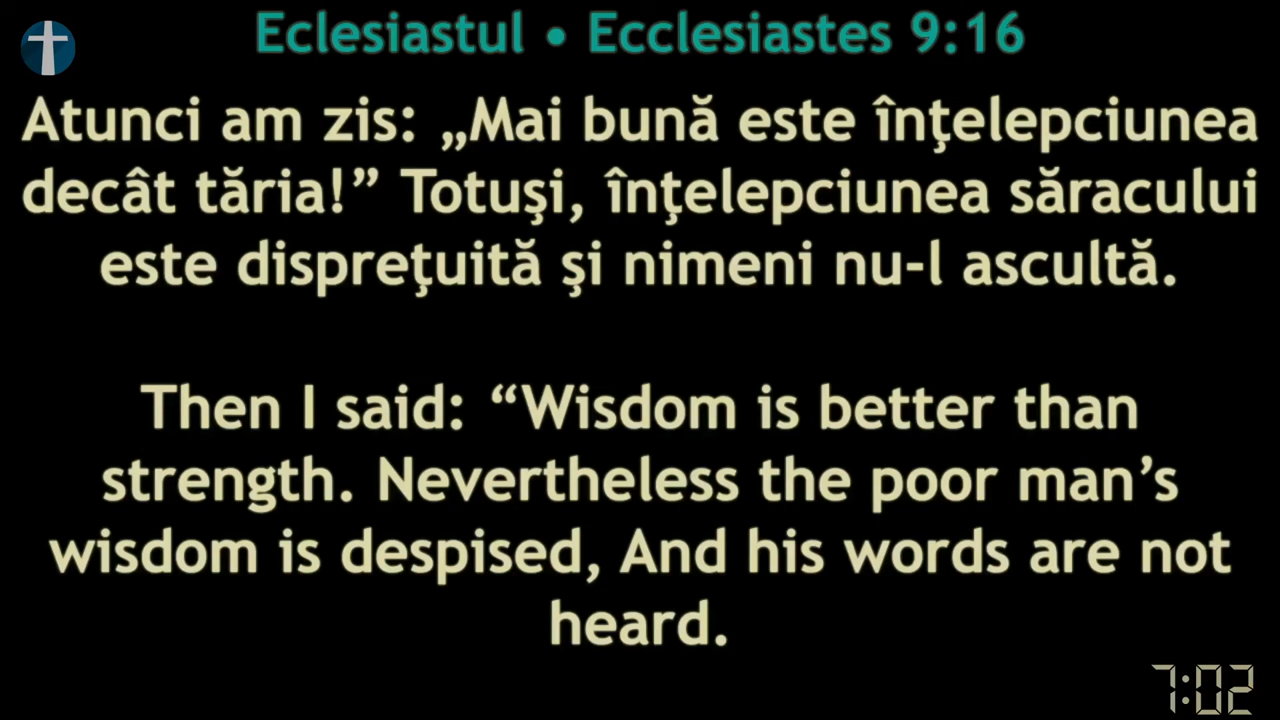 Eclesiastul • Ecclesiastes 9:16
Atunci am zis: „Mai bună este înţelepciunea
decât tăria!” Totuşi, înţelepciunea săracului
este dispreţuită şi nimeni nu-l ascultă.
Then I said: “Wisdom is better than
strength. Nevertheless the poor man’s
wisdom is despised, And his words are not
heard.
7:02